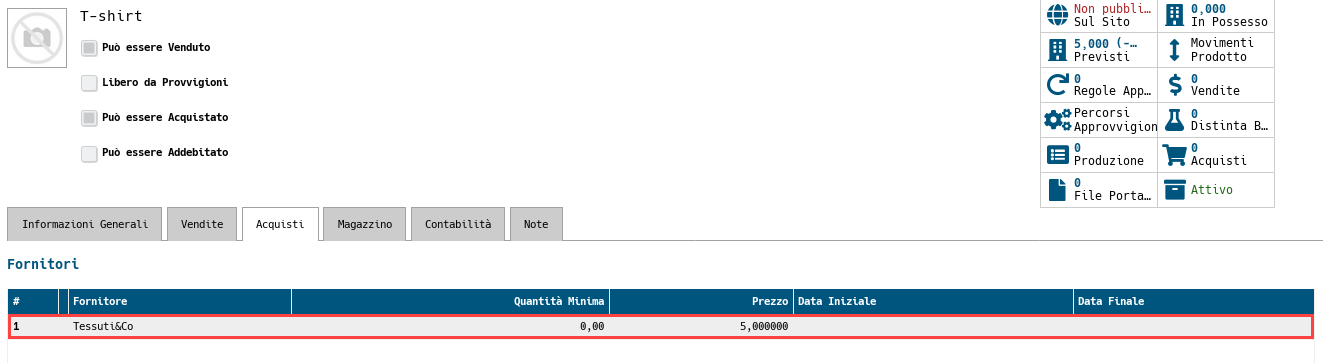 T-shirt
Può essere Venduto
Libero da Provvigioni
Può essere Acquistato
Può essere Addebitato
Non pubbli…
Sul Sito
0,000
In Possesso
5,000 (-…
Previsti
Movimenti
Prodotto
0
Regole App…
0
Vendite
Percorsi
Approvvigion
0
Distinta B…
0
Produzione
0
Acquisti
0
File Porta…
Attivo
Informazioni Generali Vendite Acquisti Magazzino Contabilità Note
Fornitori
# Fornitore Quantità Minima Prezzo Data Iniziale Data Finale
1 Tessuti&Co 0,00 5,000000